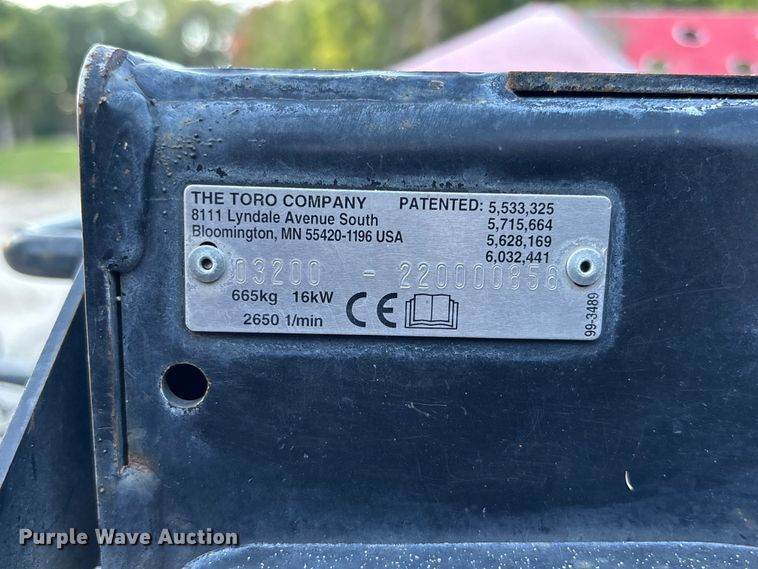 THE TORO COMPANY
8111 Lyndale Avenue South
Bloomington, MN 55420-1196 USA
PATENTED: 5,533,325
5,715,664
5,628,169
6,032,441
03200 - 220000858
665kg 16kW
2650 1/min
CE
99-3489
Purple Wave Auction